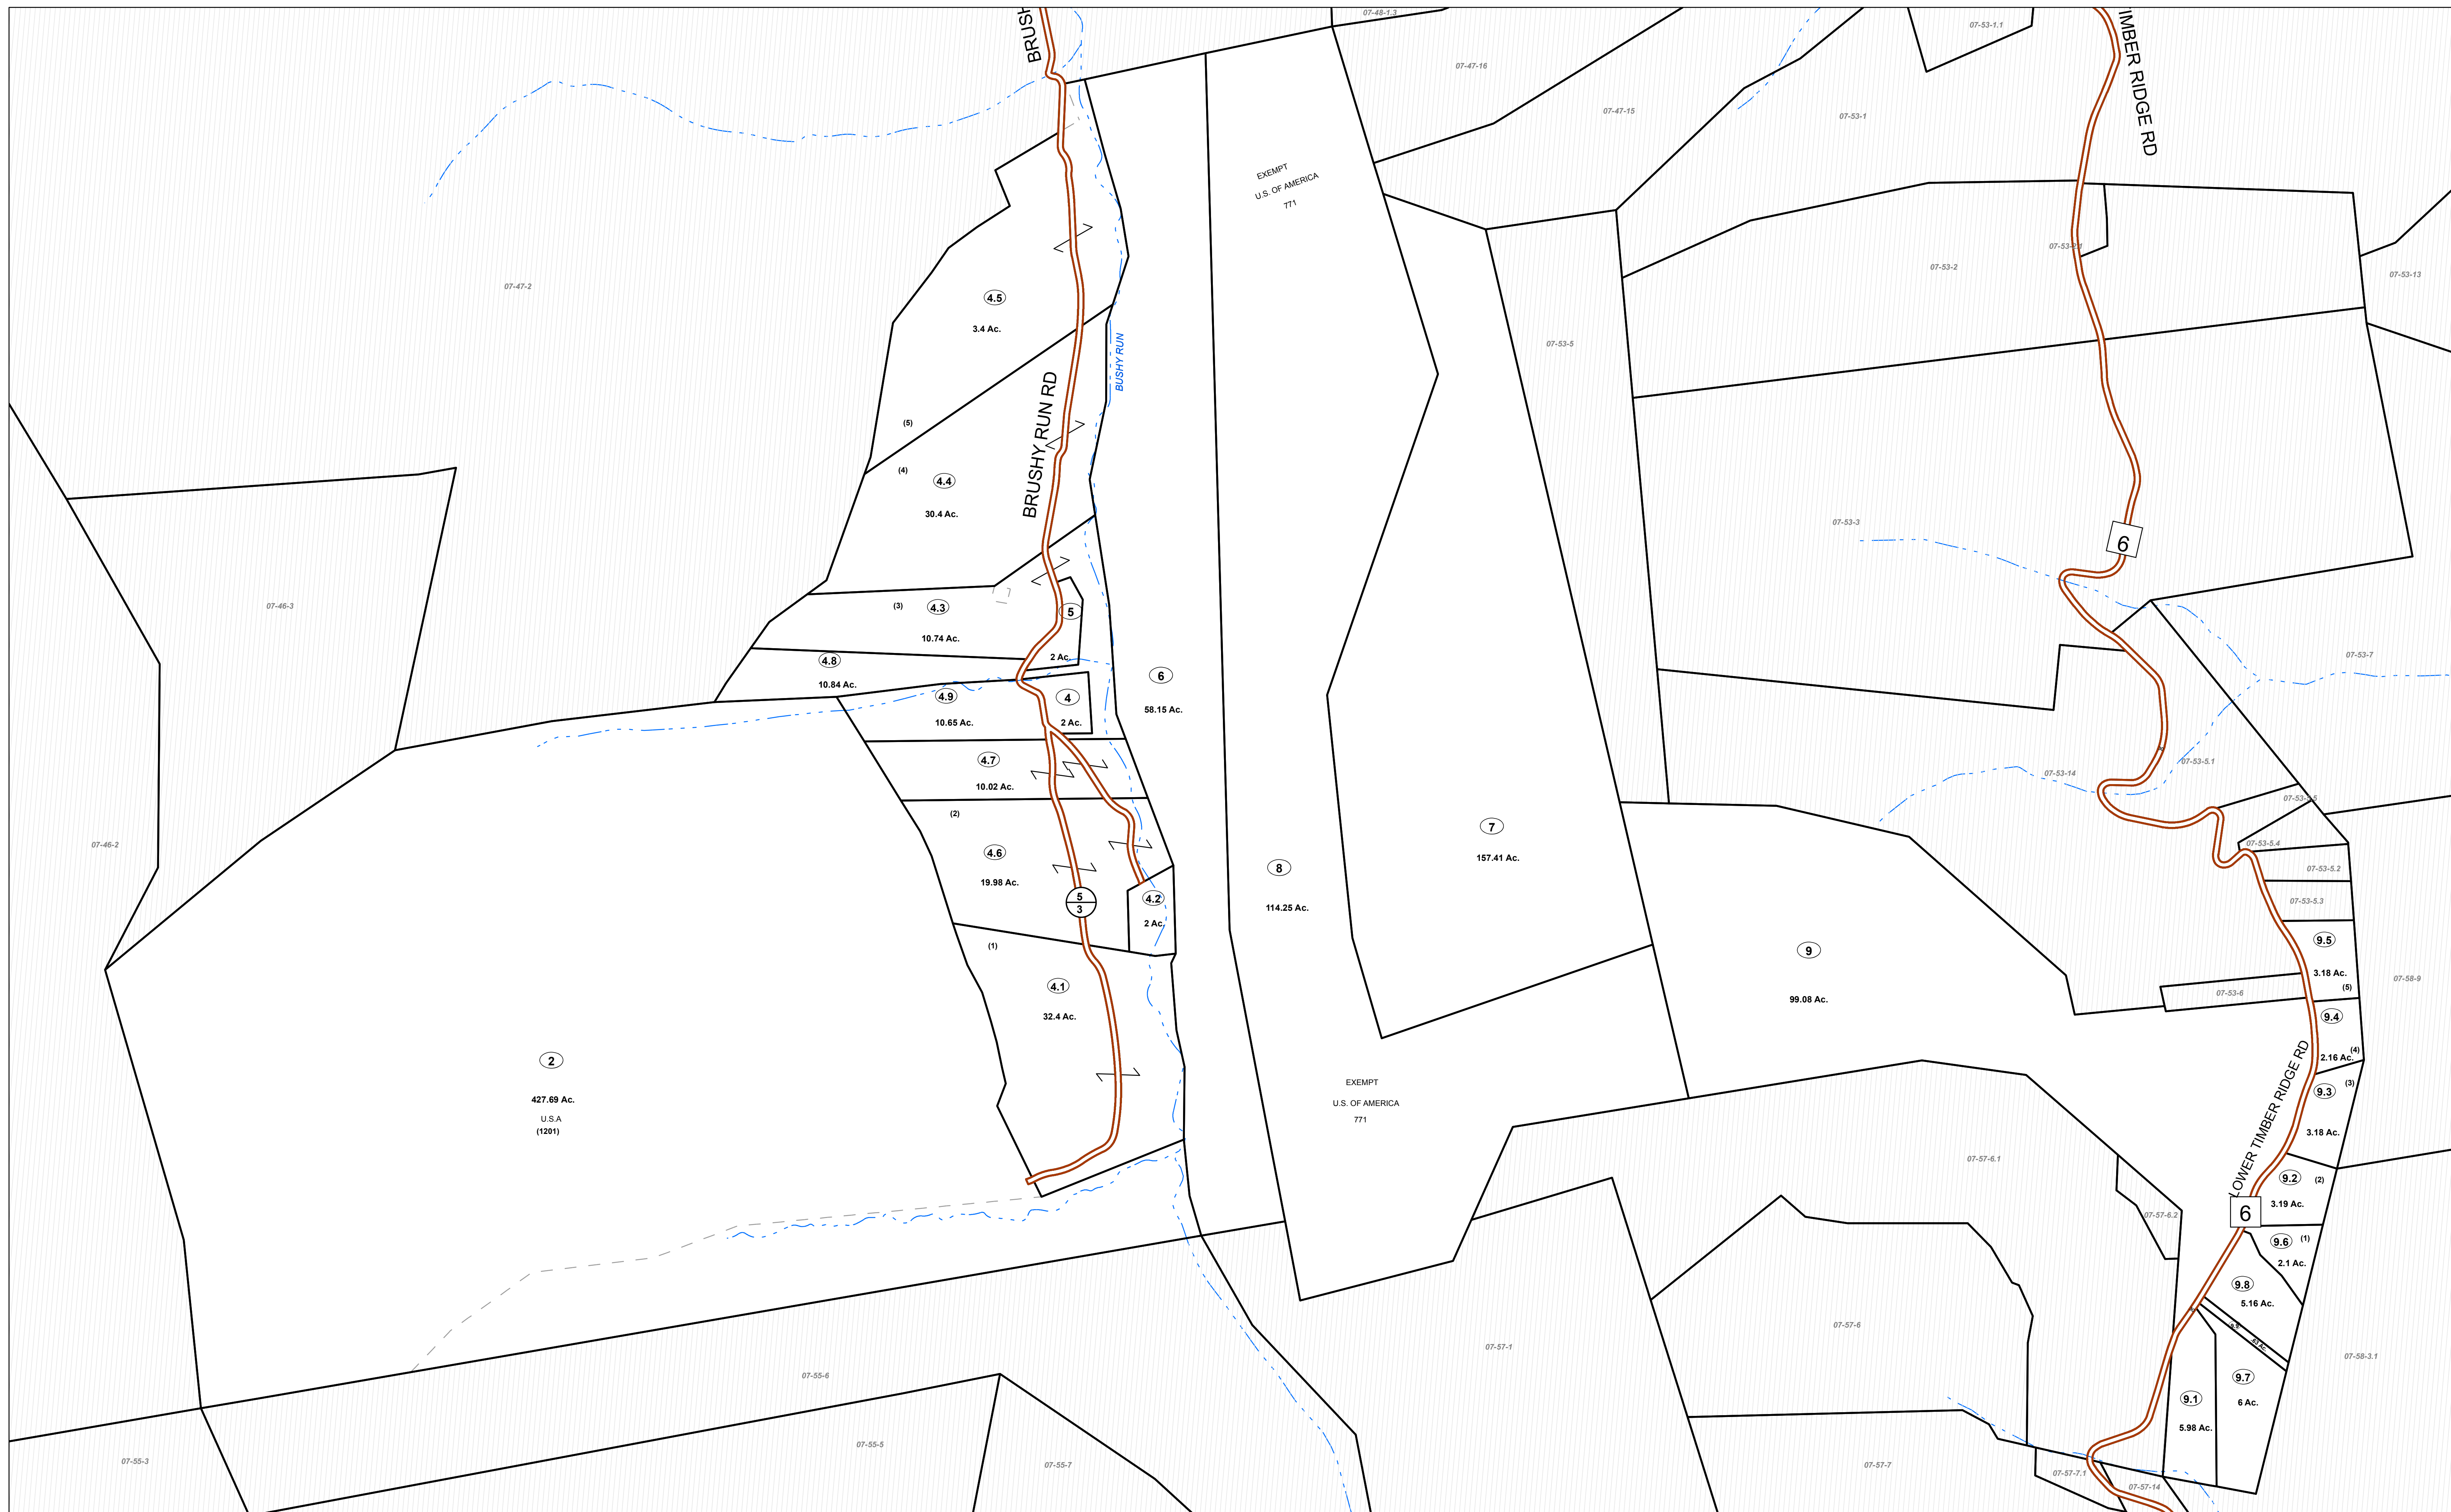 BRUSH
07-48-1.3
07-53-1.1
TIMBER RIDGE RD
07-47-16
07-47-15
07-53-1
EXEMPT
U.S. OF AMERICA
771
07-47-2
07-53-2.1
07-53-2
07-53-13
4.5
3.4 Ac.
07-53-5
BUSHY RUN
BRUSHY RUN RD
(5)
(4)
4.4
30.4 Ac.
07-53-3
6
07-46-3
(3)
4.3
10.74 Ac.
5
2 Ac.
4.8
10.84 Ac.
6
58.15 Ac.
07-53-7
4.9
10.65 Ac.
4
2 Ac.
4.7
10.02 Ac.
07-53-14
07-53-5.1
07-53-5.5
(2)
4.6
19.98 Ac.
07-46-2
7
157.41 Ac.
07-53-5.4
07-53-5.2
8
114.25 Ac.
5
3
4.2
2 Ac.
07-53-5.3
(1)
4.1
32.4 Ac.
9
99.08 Ac.
9.5
3.18 Ac.
(5)
07-53-6
07-58-9
9.4
2.16 Ac.
(4)
2
427.69 Ac.
U.S.A
(1201)
EXEMPT
U.S. OF AMERICA
771
9.3
(3)
3.18 Ac.
LOWER TIMBER RIDGE RD
07-57-6.1
9.2
(2)
3.19 Ac.
6
07-57-6.2
9.6
(1)
2.1 Ac.
9.8
5.16 Ac.
07-57-6
07-57-1
07-58-3.1
07-55-6
9.7
6 Ac.
9.1
5.98 Ac.
07-55-3
07-55-5
07-55-7
07-57-7
07-57-7.1
07-57-14